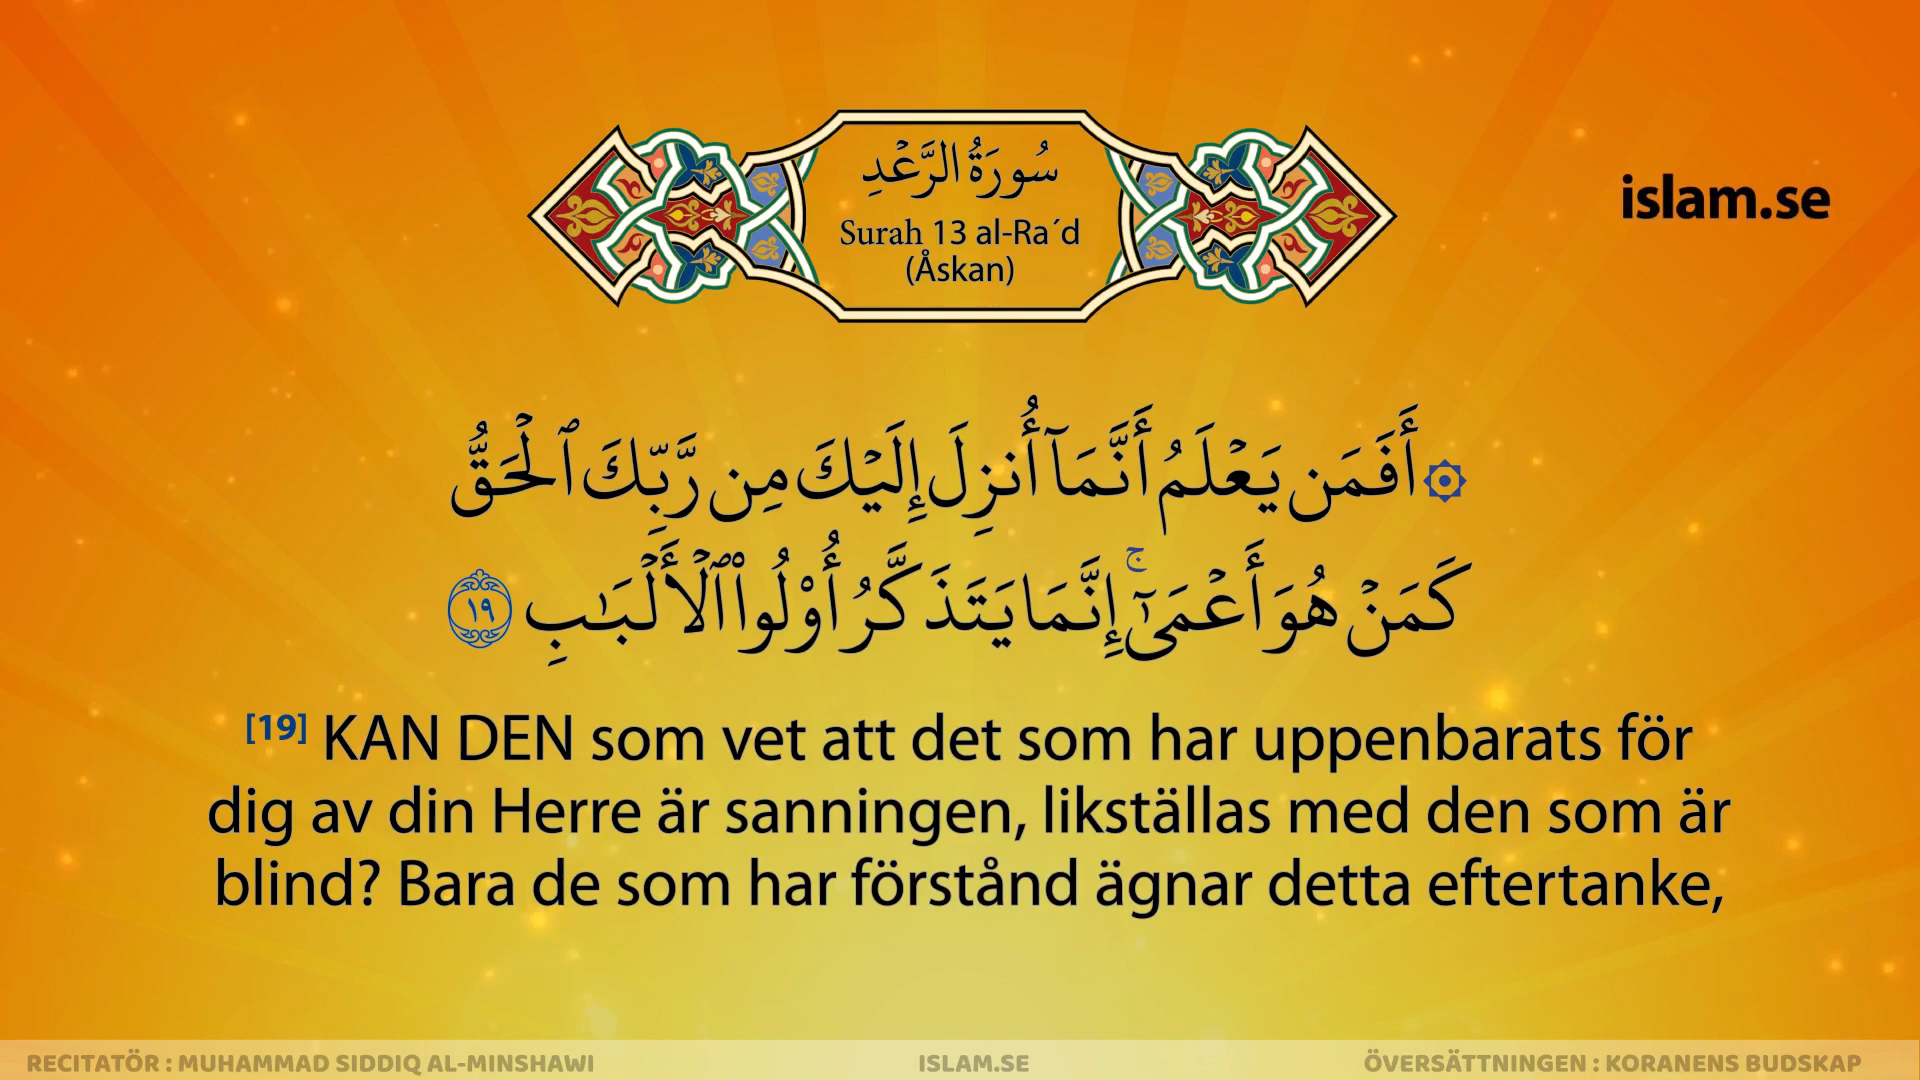 سُورَةُ الرَّعْدِ
Surah 13 al-Ra´d
(Åskan)
islam.se
۞ أَفَمَن يَعْلَمُ أَنَّمَآ أُنزِلَ إِلَيْكَ مِن رَّبِّكَ ٱلْحَقُّ
كَمَنْ هُوَ أَعْمَىٰٓ ۚ إِنَّمَا يَتَذَكَّرُ أُو۟لُوا۟ ٱلْأَلْبَـٰبِ ١٩
[19] KAN DEN som vet att det som har uppenbarats för
dig av din Herre är sanningen, likställas med den som är
blind? Bara de som har förstånd ägnar detta eftertanke,
RECITATÖR : MUHAMMAD SIDDIQ AL-MINSHAWI
ISLAM.SE
ÖVERSÄTTNINGEN : KORANENS BUDSKAP